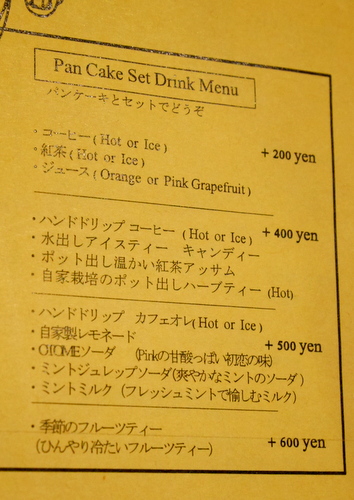 Pan Cake Set Drink Menu
パンケーキとセットでどうぞ
・コーヒー ( Hot or Ice )
・紅茶 ( Hot or Ice )
+ 200 yen
・ジュース ( Orange or Pink Grapefruit )
・ハンドドリップ コーヒー ( Hot or Ice )
+ 400 yen
・水出しアイスティー キャンディー
・ポット出し温かい紅茶アッサム
・自家栽培のポット出しハーブティー (Hot)
・ハンドドリップ カフェオレ ( Hot or Ice )
・自家製レモネード
+ 500 yen
ソーダ (Pinkの甘酸っぱい初恋の味)
・ミントジュレップソーダ (爽やかなミントのソーダ )
・ミントミルク (フレッシュミントで愉しむミルク)
・季節のフルーツティー
+ 600 yen
(ひんやり冷たいフルーツティー)